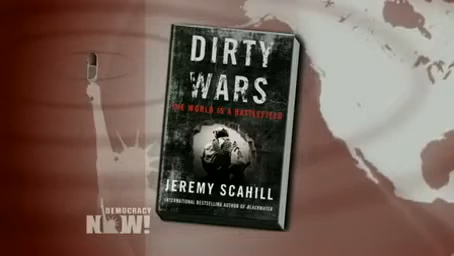 DIRTY
WARS
THE WORLD IS A BATTLEFIELD
JEREMY SCAHILL
INTERNATIONAL BESTSELLING AUTHOR OF BLACKWATER
DEMOCRACY
NOW!